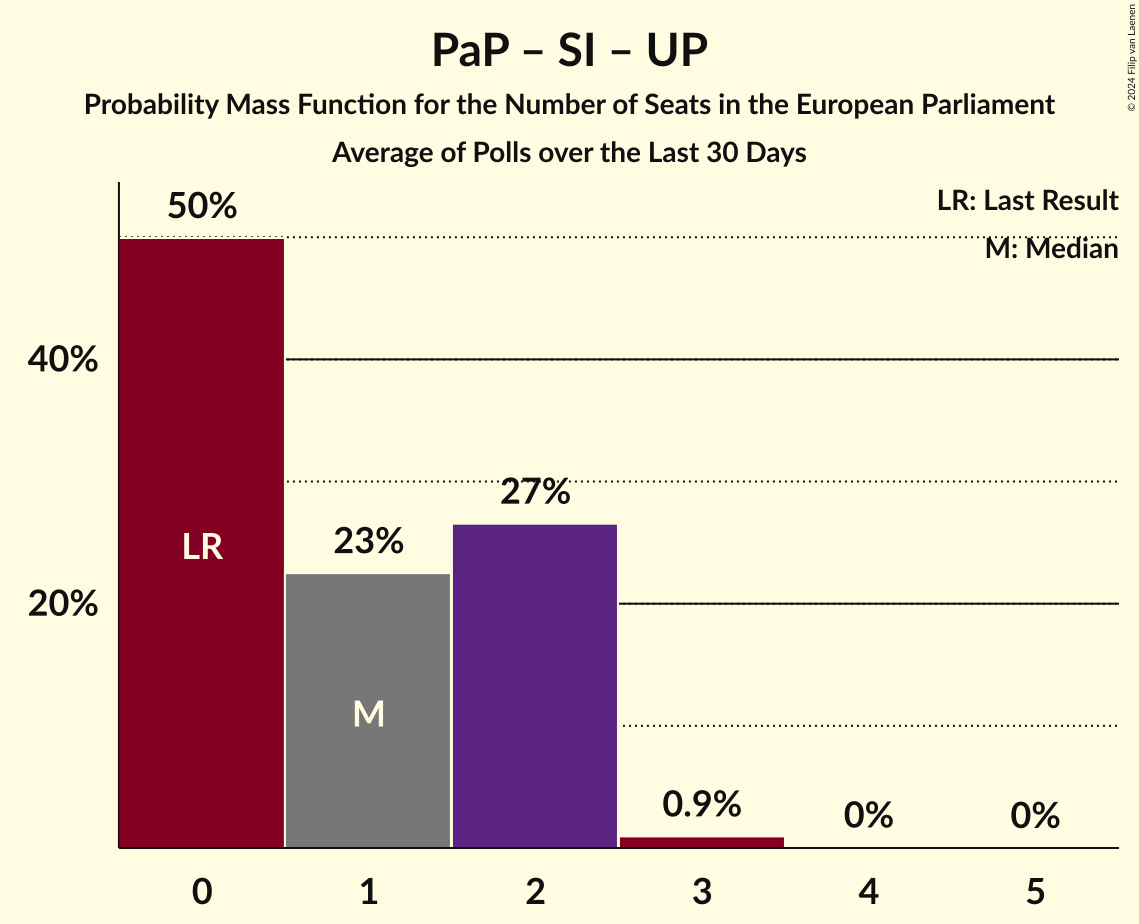 PaP – SI – UP
Probability Mass Function for the Number of Seats in the European Parliament
Average of Polls over the Last 30 Days
© 2024 Filip van Laenen
LR: Last Result
M: Median
50%
40%
27%
23%
LR
20%
M
0.9%
0%
0%
0
1
2
3
4
5